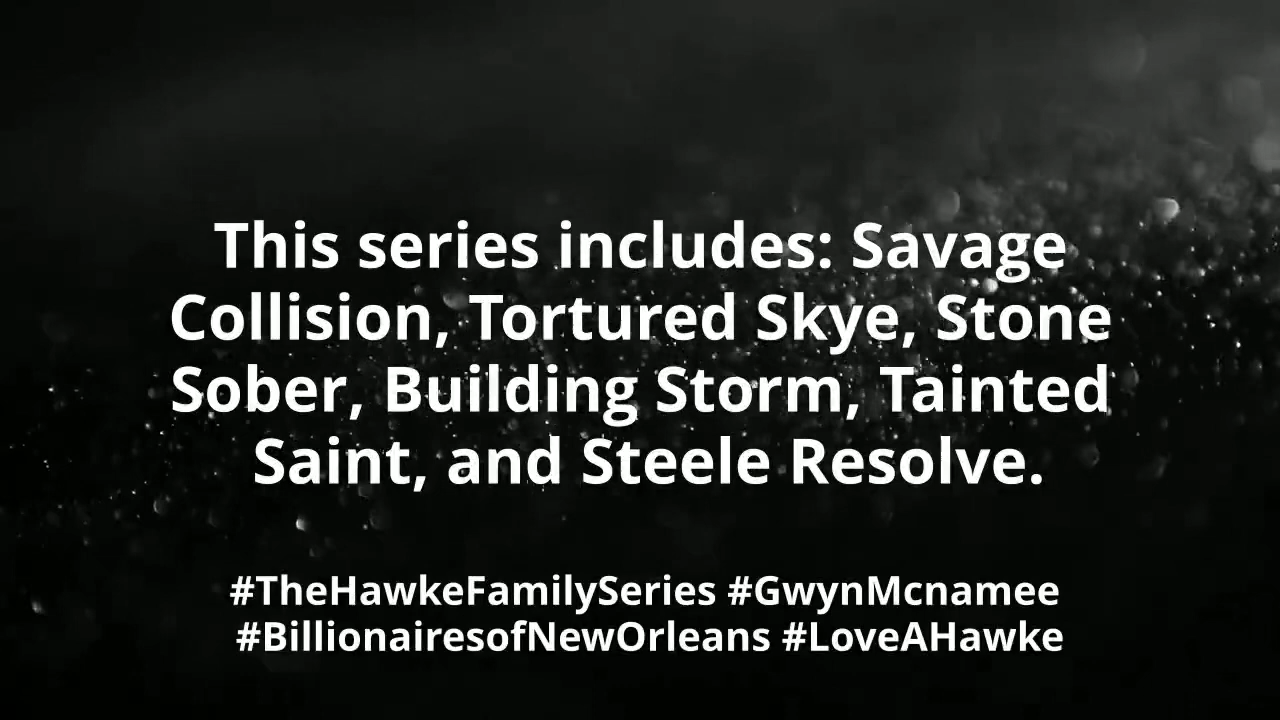 This series includes: Savage
Collision, Tortured Skye, Stone
Sober, Building Storm, Tainted
Saint, and Steele Resolve.
#TheHawkeFamilySeries #GwynMcnamee
#BillionairesofNewOrleans #LoveAHawke